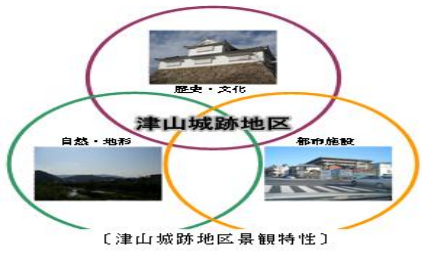 歴史・文化
津山城跡地区
自然・地形
都市施設
〔津山城跡地区景観特性〕